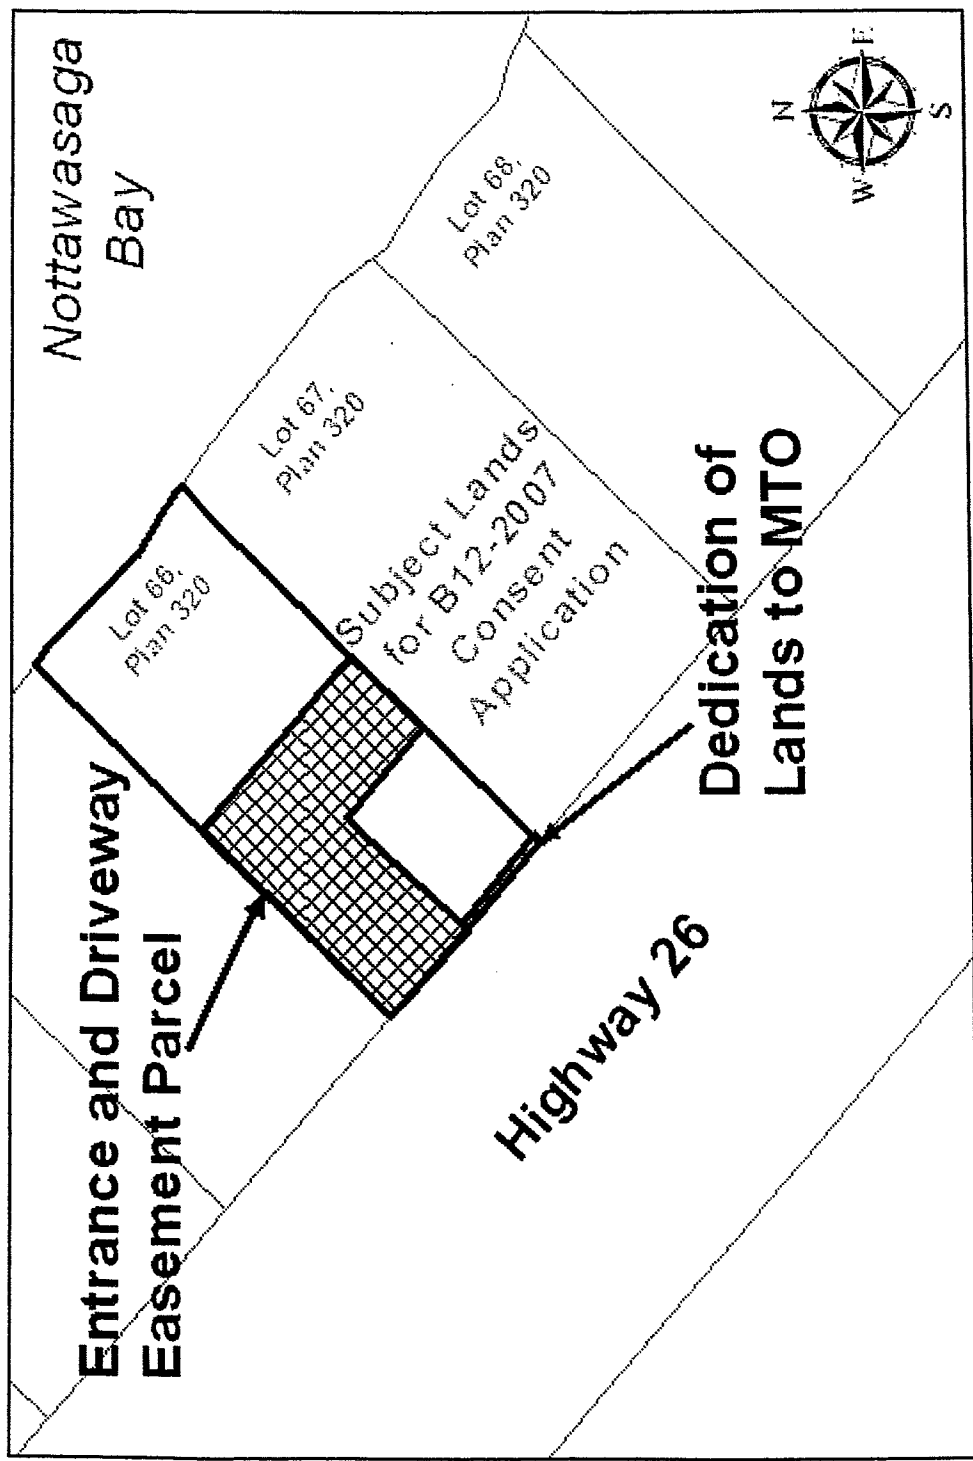 Nottawasaga
Bay
Lot 68,
Plan 320
Lot 67,
Plan 320
Lot 66,
Plan 320
Subject Lands
for B12-2007
Consent
Application
Entrance and Driveway
Easement Parcel
Dedication of
Lands to MTO
Highway 26
N
E
S
W